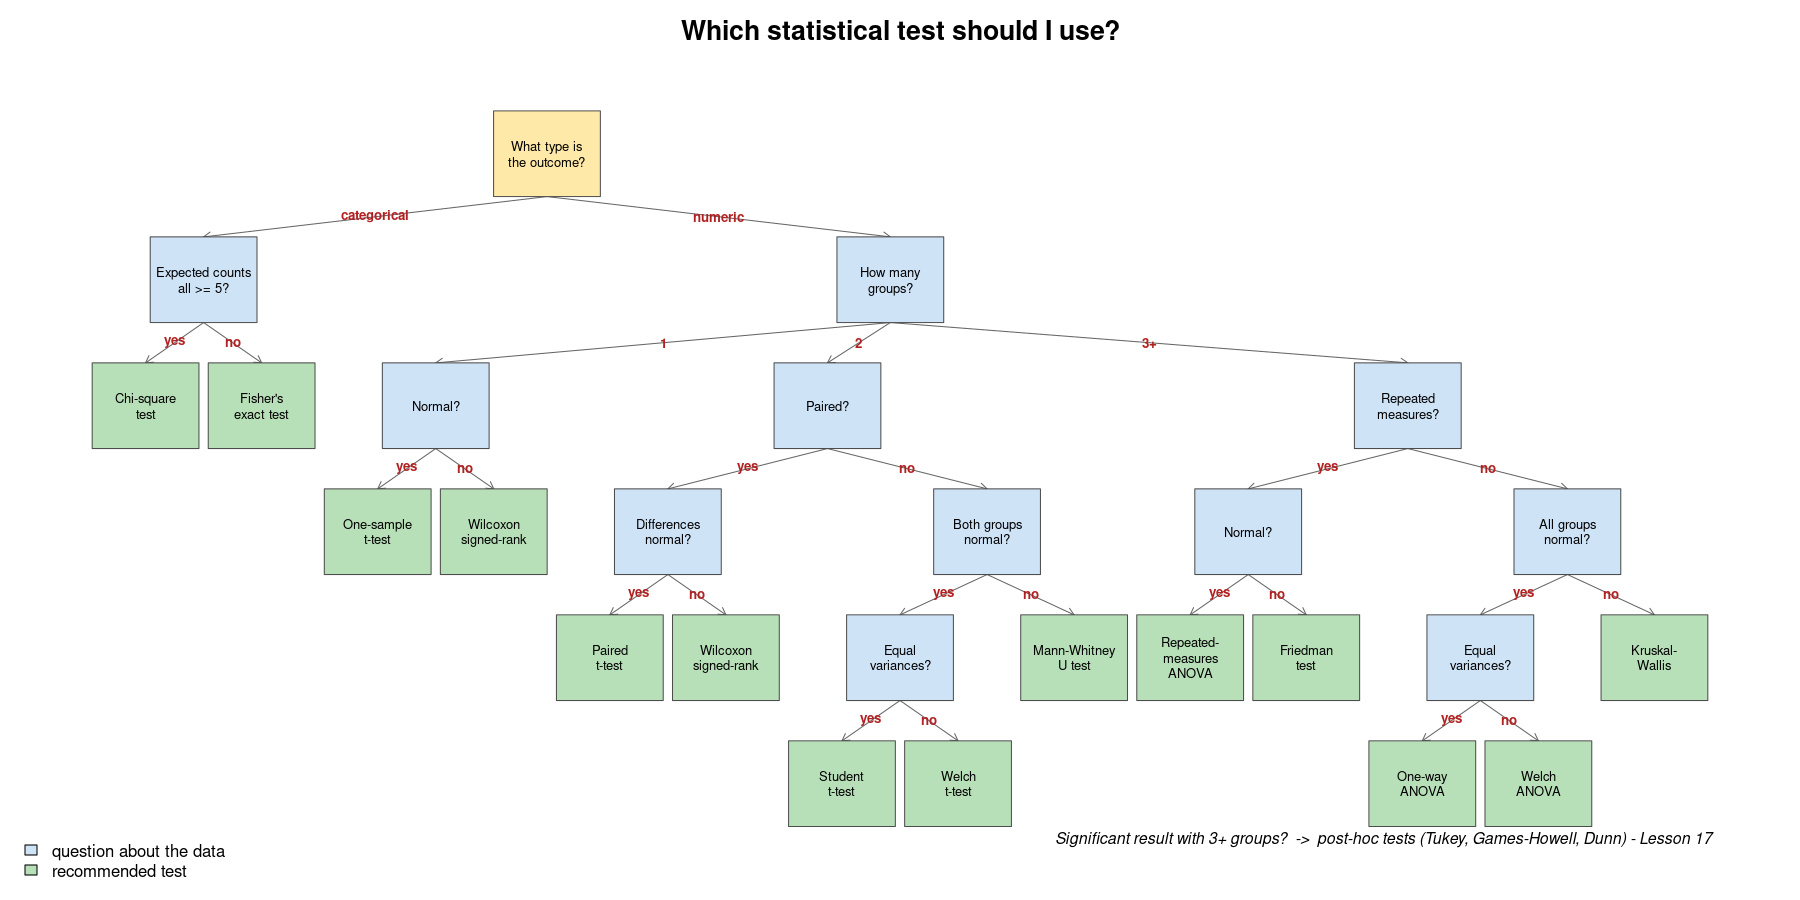 Which statistical test should I use?
What type is
the outcome?
categorical
numeric
Expected counts
all >= 5?
How many
groups?
yes
no
1
2
3+
Chi-square
test
Fisher's
exact test
Normal?
Paired?
Repeated
measures?
yes
no
yes
no
yes
no
One-sample
t-test
Wilcoxon
signed-rank
Differences
normal?
Both groups
normal?
Normal?
All groups
normal?
yes
no
yes
no
yes
no
yes
no
Paired
t-test
Wilcoxon
signed-rank
Equal
variances?
Mann-Whitney
U test
Repeated-
measures
ANOVA
Friedman
test
Equal
variances?
Kruskal-
Wallis
yes
no
yes
no
Student
t-test
Welch
t-test
One-way
ANOVA
Welch
ANOVA
Significant result with 3+ groups? -> post-hoc tests (Tukey, Games-Howell, Dunn) - Lesson 17
question about the data
recommended test